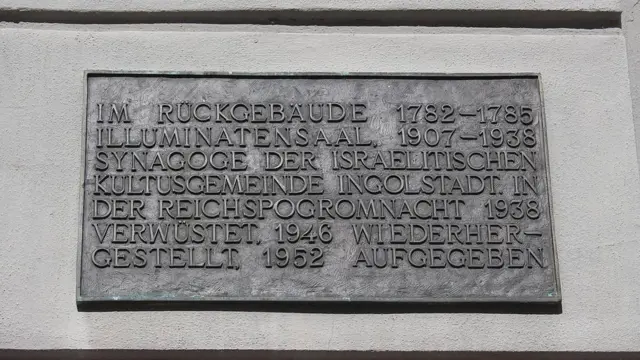 IM RÜCKGEBÄUDE 1782–1785
ILLUMINATENSAAL, 1907–1938
SYNAGOGE DER ISRAELITISCHEN
KULTUSGEMEINDE INGOLSTADT. IN
DER REICHSPOGROMNACHT 1938
VERWÜSTET, 1946 WIEDERHER-
GESTELLT, 1952 AUFGEGEBEN